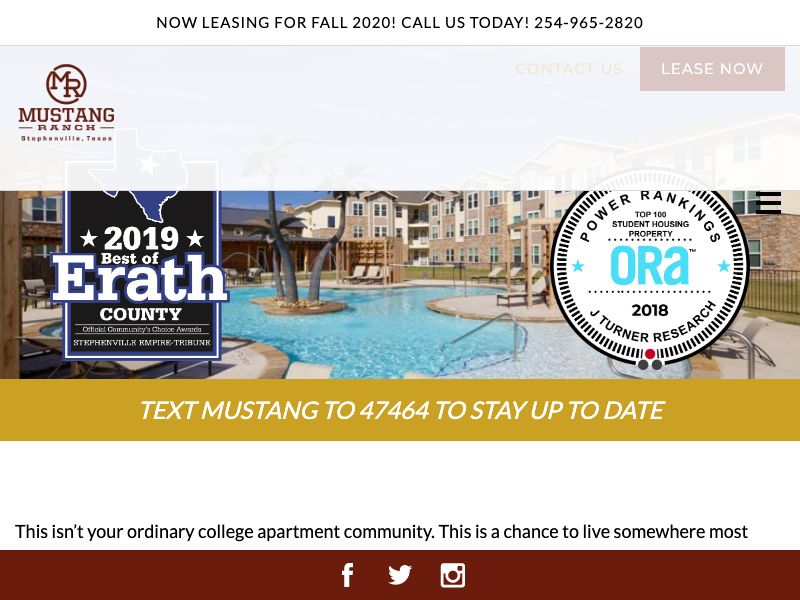 NOW LEASING FOR FALL 2020! CALL US TODAY! 254-965-2820
CONTACT US
LEASE NOW
MR
MUSTANG
RANCH
Stephenville, Texas
2019
Best of
Erath
COUNTY
Official Community's Choice Awards
STEPHENVILLE EMPIRE-TRIBUNE
POWER RANKINGS
TOP 100
STUDENT HOUSING
PROPERTY
ORA™
2018
J TURNER RESEARCH
TEXT MUSTANG TO 47464 TO STAY UP TO DATE
This isn't your ordinary college apartment community. This is a chance to live somewhere most